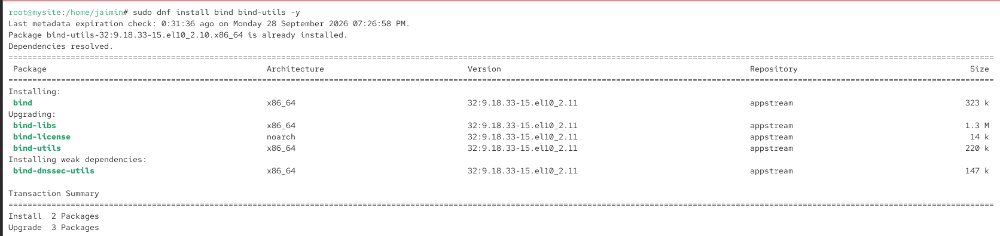 root@mysite:/home/jaimin# sudo dnf install bind bind-utils -y
Last metadata expiration check: 0:31:36 ago on Monday 28 September 2026 07:26:58 PM.
Package bind-utils-32:9.18.33-15.el10_2.10.x86_64 is already installed.
Dependencies resolved.
================================================================================
Package Architecture Version Repository Size
================================================================================
Installing:
bind x86_64 32:9.18.33-15.el10_2.11 appstream 323 k
Upgrading:
bind-libs x86_64 32:9.18.33-15.el10_2.11 appstream 1.3 M
bind-license noarch 32:9.18.33-15.el10_2.11 appstream 14 k
bind-utils x86_64 32:9.18.33-15.el10_2.11 appstream 220 k
Installing weak dependencies:
bind-dnssec-utils x86_64 32:9.18.33-15.el10_2.11 appstream 147 k
Transaction Summary
================================================================================
Install 2 Packages
Upgrade 3 Packages